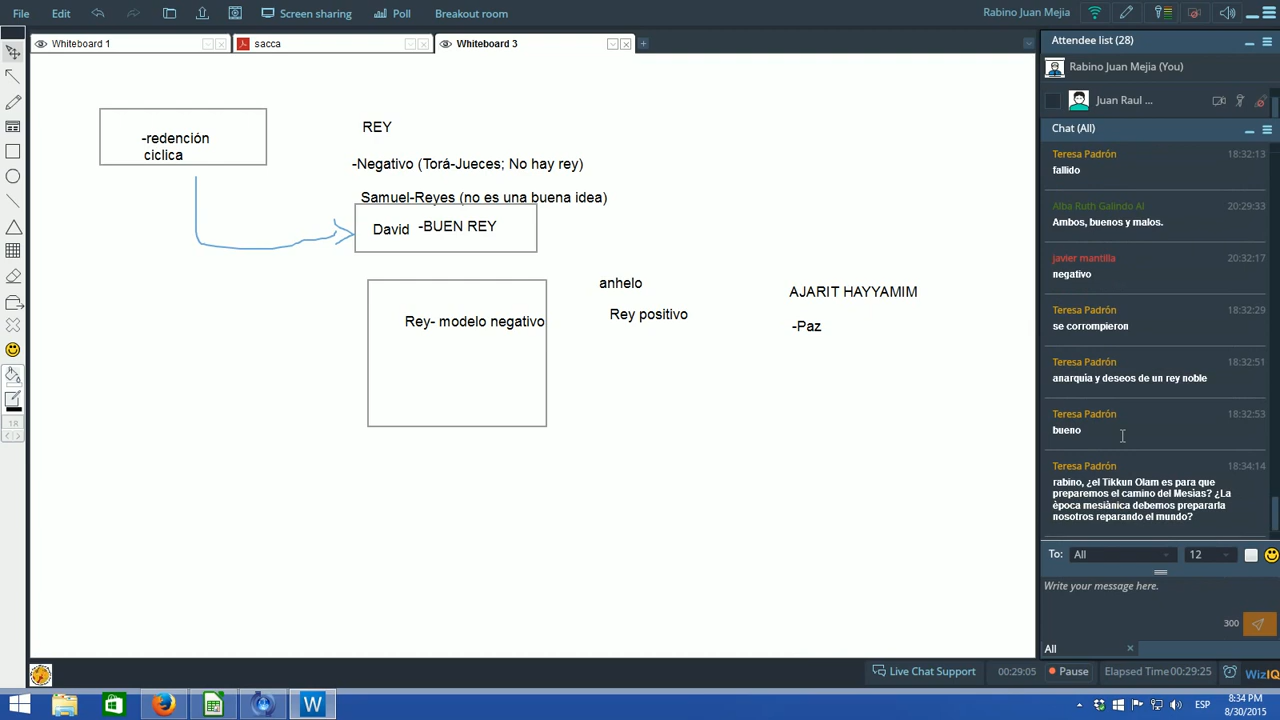 File
Edit
Screen sharing
Poll
Breakout room
Rabino Juan Mejia
Whiteboard 1
sacca
Whiteboard 3
-redención
ciclica
REY
-Negativo (Torá-Jueces; No hay rey)
Samuel-Reyes (no es una buena idea)
David -BUEN REY
anhelo
AJARIT HAYYAMIM
Rey positivo
Rey- modelo negativo
-Paz
18
Attendee list (28)
Rabino Juan Mejia (You)
Juan Raul ...
Chat (All)
Teresa Padrón 18:32:13
fallido
Alba Ruth Galindo Al 20:29:33
Ambos, buenos y malos.
javier mantilla 20:32:17
negativo
Teresa Padrón 18:32:29
se corrompieron
Teresa Padrón 18:32:51
anarquía y deseos de un rey noble
Teresa Padrón 18:32:53
bueno
Teresa Padrón 18:34:14
rabino, ¿el Tikkun Olam es para que
preparemos el camino del Mesìas? ¿La
època mesiànica debemos prepararla
nosotros reparando el mundo?
To: All 12
Write your message here.
300
All
Live Chat Support
00:29:05
Pause
Elapsed Time 00:29:25
WizIQ
W
ESP
8:34 PM
8/30/2015